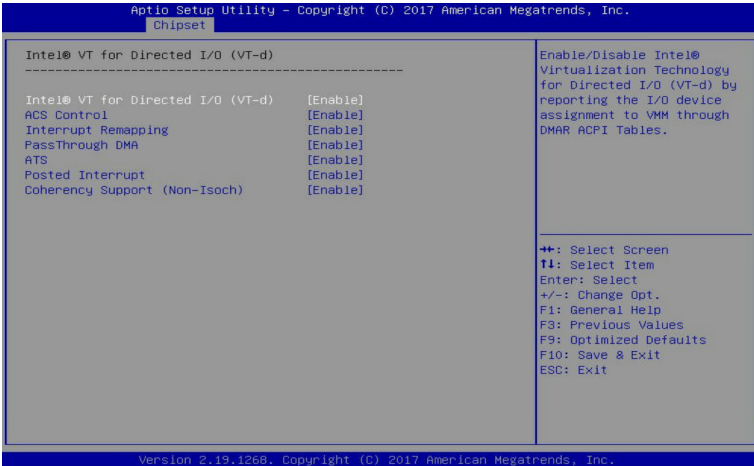 Aptio Setup Utility – Copyright (C) 2017 American Megatrends, Inc.
Chipset
Intel® VT for Directed I/O (VT-d)
--------------------------------------------------
Intel® VT for Directed I/O (VT-d) [Enable]
ACS Control [Enable]
Interrupt Remapping [Enable]
PassThrough DMA [Enable]
ATS [Enable]
Posted Interrupt [Enable]
Coherency Support (Non-Isoch) [Enable]
Enable/Disable Intel®
Virtualization Technology
for Directed I/O (VT-d) by
reporting the I/O device
assignment to VMM through
DMAR ACPI Tables.
→←: Select Screen
↑↓: Select Item
Enter: Select
+/-: Change Opt.
F1: General Help
F3: Previous Values
F9: Optimized Defaults
F10: Save & Exit
ESC: Exit
Version 2.19.1268. Copyright (C) 2017 American Megatrends, Inc.